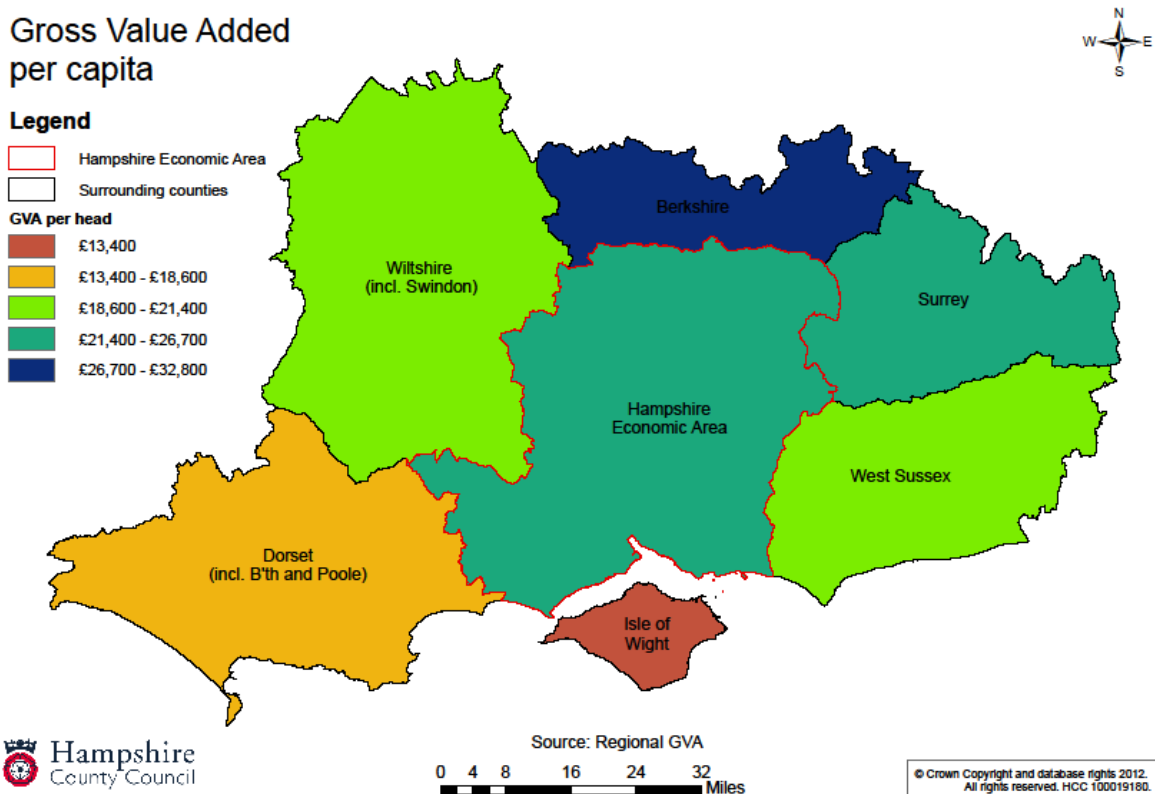 Gross Value Added
per capita
N
W
E
S
Legend
Hampshire Economic Area
Surrounding counties
GVA per head
£13,400
£13,400 - £18,600
£18,600 - £21,400
£21,400 - £26,700
£26,700 - £32,800
Berkshire
Wiltshire
(incl. Swindon)
Surrey
Hampshire
Economic Area
West Sussex
Dorset
(incl. B'th and Poole)
Isle of
Wight
Hampshire
County Council
Source: Regional GVA
0 4 8 16 24 32
Miles
© Crown Copyright and database rights 2012.
All rights reserved. HCC 100019180.